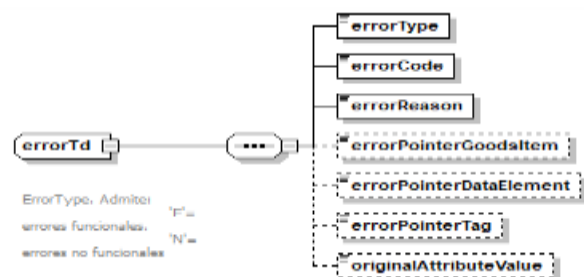 errorType
errorCode
errorReason
errorTd
errorPointerGoodsItem
errorPointerDataElement
errorPointerTag
originalAttributeValue
ErrorType. Admite:
'F'=
errores funcionales.
'N'=
errores no funcionales